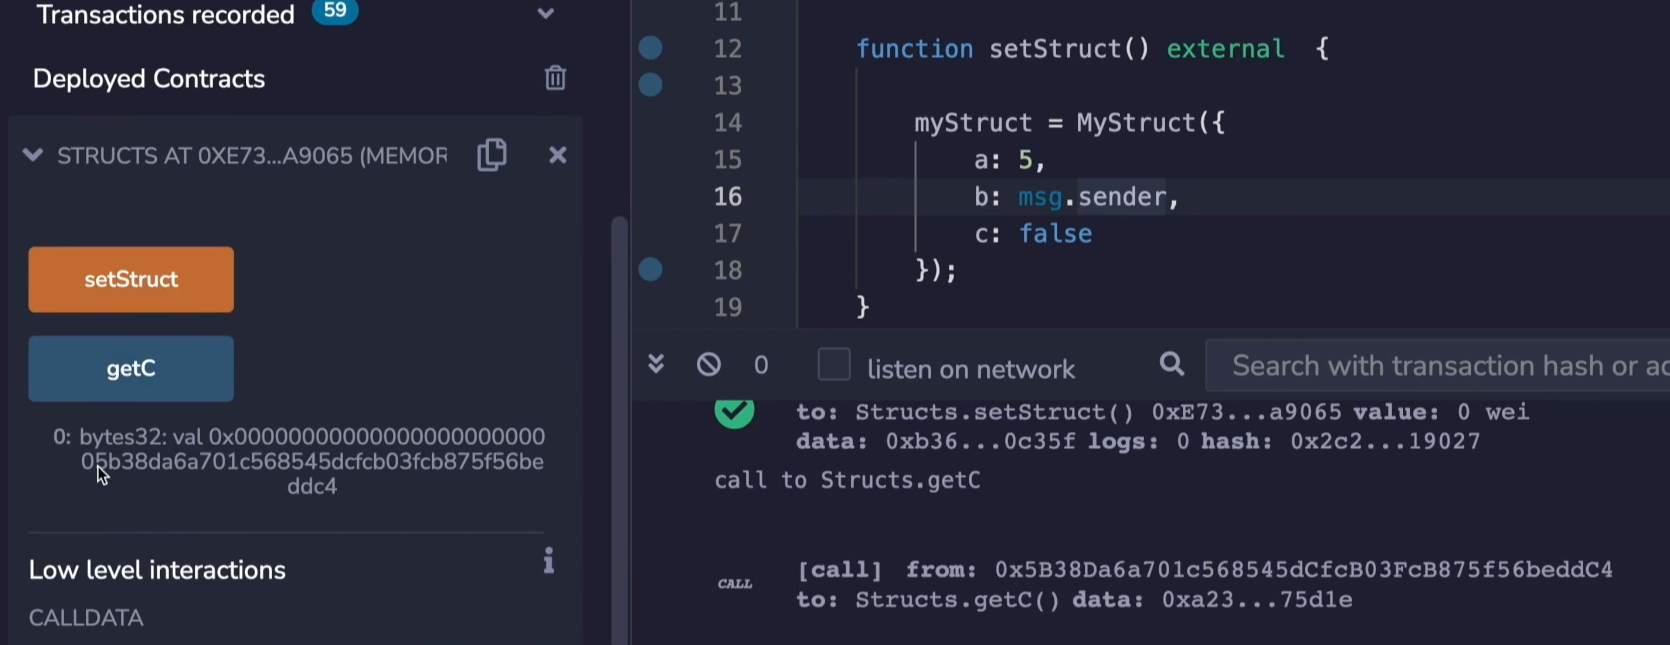 Transactions recorded 59
Deployed Contracts
STRUCTS AT 0XE73...A9065 (MEMOR
setStruct
getC
0: bytes32: val 0x00000000000000000000000
05b38da6a701c568545dcfcb03fcb875f56be
ddc4
Low level interactions
CALLDATA
11
12 function setStruct() external {
13
14 myStruct = MyStruct({
15 a: 5,
16 b: msg.sender,
17 c: false
18 });
19 }
0 listen on network Search with transaction hash or ad
to: Structs.setStruct() 0xE73...a9065 value: 0 wei
data: 0xb36...0c35f logs: 0 hash: 0x2c2...19027
call to Structs.getC
CALL [call] from: 0x5B38Da6a701c568545dCfcB03FcB875f56beddC4
to: Structs.getC() data: 0xa23...75d1e